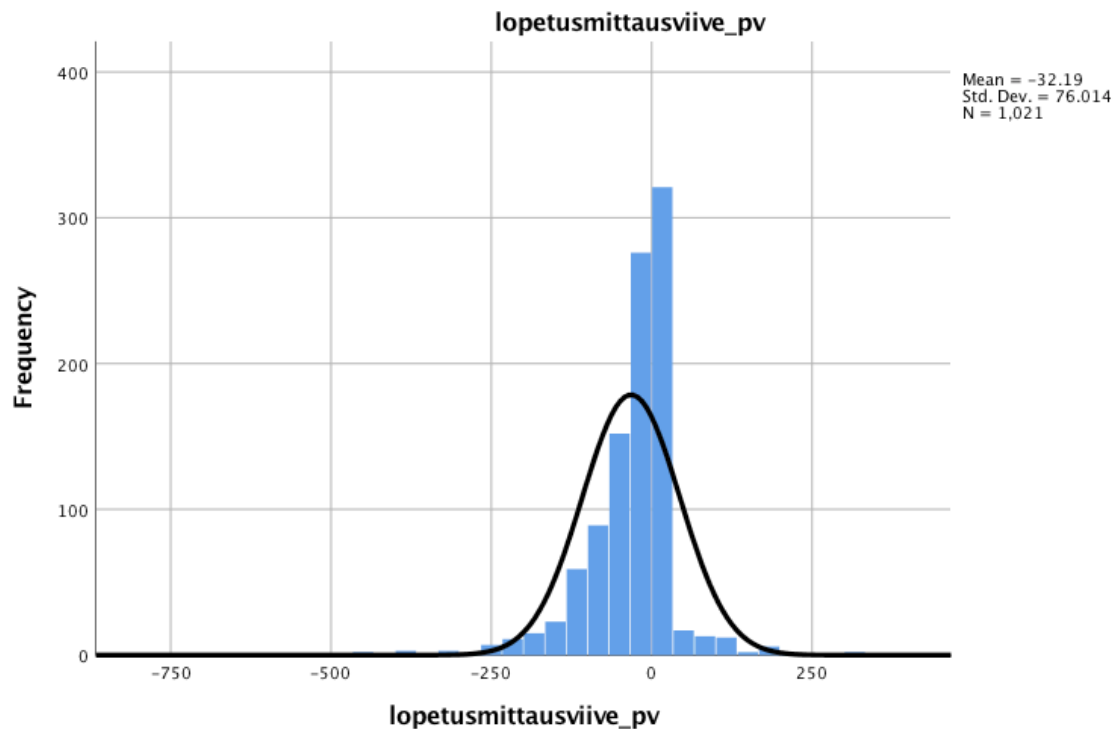 lopetusmittausviive_pv
400
300
200
100
0
Frequency
Mean = -32.19
Std. Dev. = 76.014
N = 1,021
-750
-500
-250
0
250
lopetusmittausviive_pv